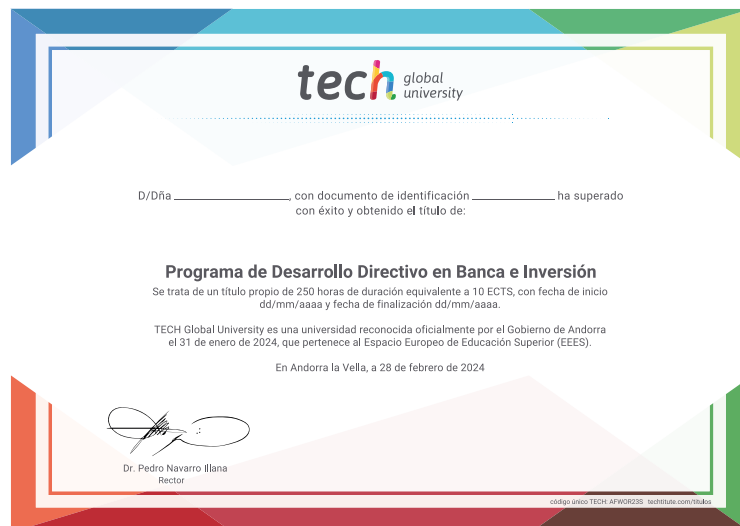 tech global university
D/Dña ____________________, con documento de identificación ______________ ha superado
con éxito y obtenido el título de:
Programa de Desarrollo Directivo en Banca e Inversión
Se trata de un título propio de 250 horas de duración equivalente a 10 ECTS, con fecha de inicio
dd/mm/aaaa y fecha de finalización dd/mm/aaaa.
TECH Global University es una universidad reconocida oficialmente por el Gobierno de Andorra
el 31 de enero de 2024, que pertenece al Espacio Europeo de Educación Superior (EEES).
En Andorra la Vella, a 28 de febrero de 2024
Dr. Pedro Navarro Illana
Rector
código único TECH: AFWOR23S techtitute.com/titulos